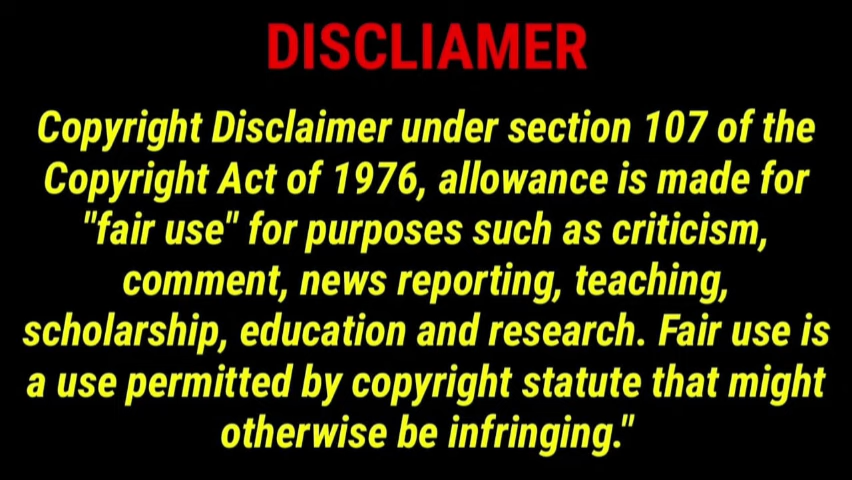 DISCLIAMER
Copyright Disclaimer under section 107 of the
Copyright Act of 1976, allowance is made for
"fair use" for purposes such as criticism,
comment, news reporting, teaching,
scholarship, education and research. Fair use is
a use permitted by copyright statute that might
otherwise be infringing."